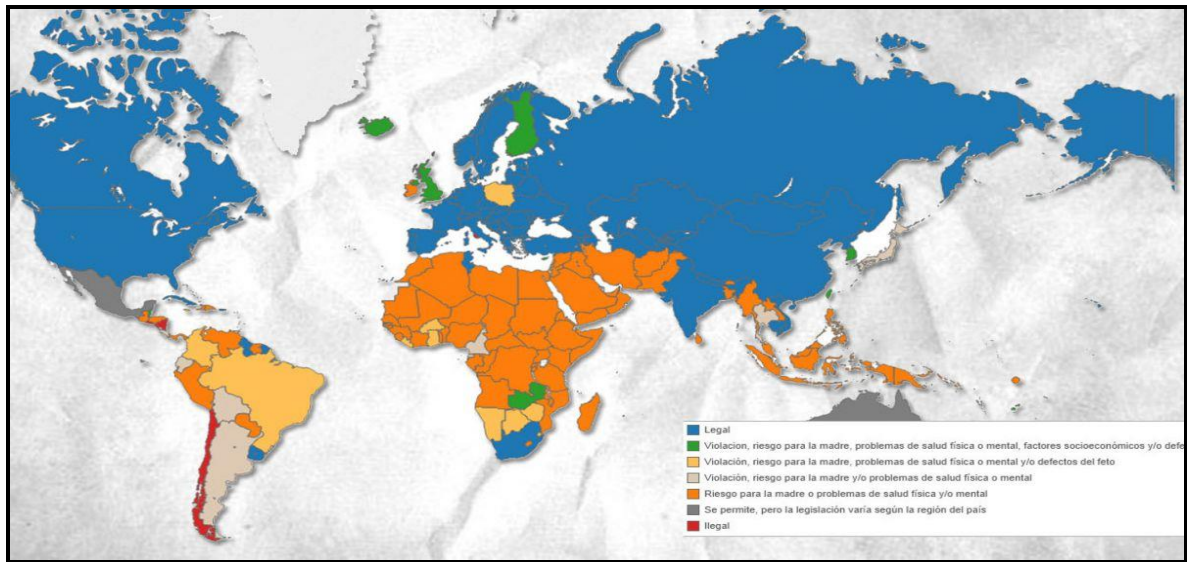 Legal
Violacion, riesgo para la madre, problemas de salud física o mental, factores socioeconómicos y/o defe
Violación, riesgo para la madre, problemas de salud física o mental y/o defectos del feto
Violación, riesgo para la madre y/o problemas de salud física o mental
Riesgo para la madre o problemas de salud física y/o mental
Se permite, pero la legislación varía según la región del país
Ilegal